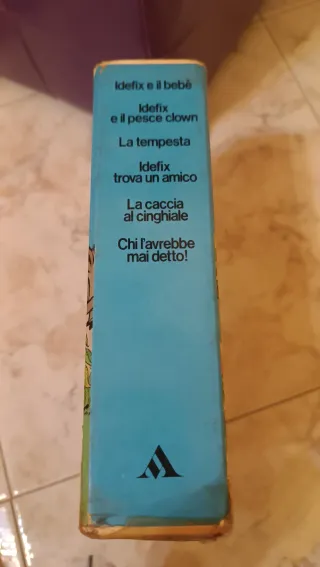 Idefix e il bebè
Idefix
e il pesce clown
La tempesta
Idefix
trova un amico
La caccia
al cinghiale
Chi l'avrebbe
mai detto!